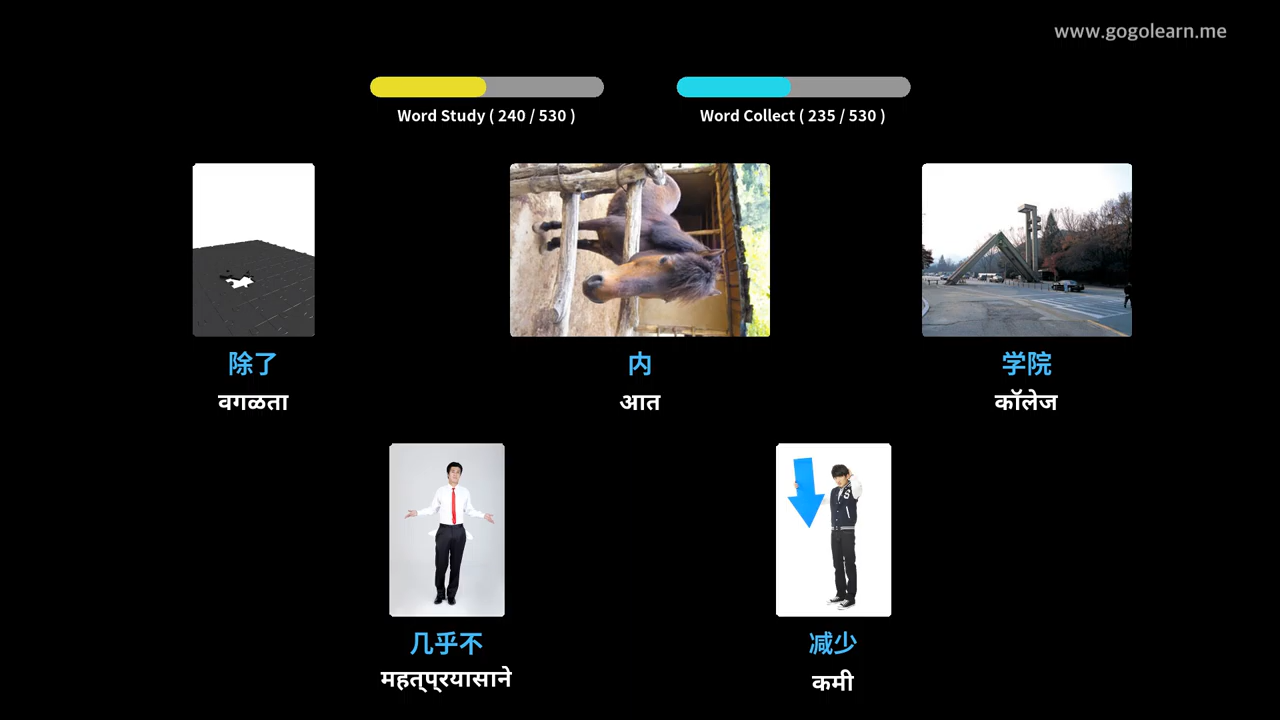 www.gogolearn.me
Word Study ( 240 / 530 )
Word Collect ( 235 / 530 )
除了
वगळता
内
आत
学院
कॉलेज
几乎不
महत्प्रयासाने
减少
कमी